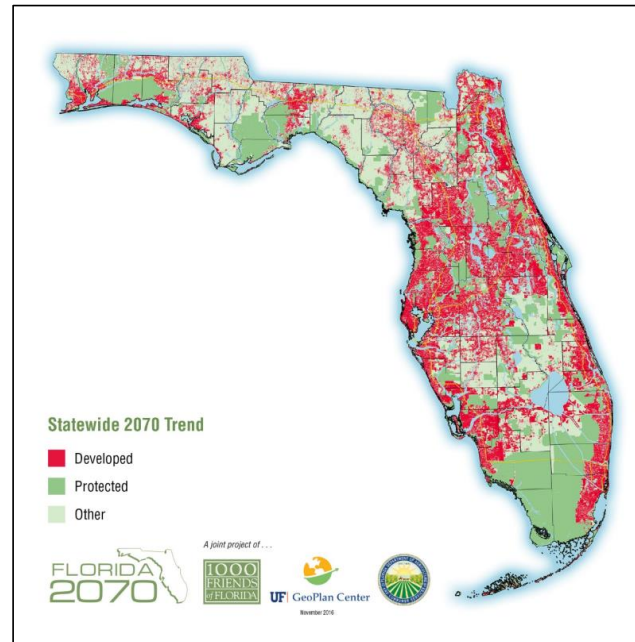 Statewide 2070 Trend
Developed
Protected
Other
FLORIDA
2070
A joint project of . . .
1000
FRIENDS
OF FLORIDA
UF GeoPlan Center
November 2016